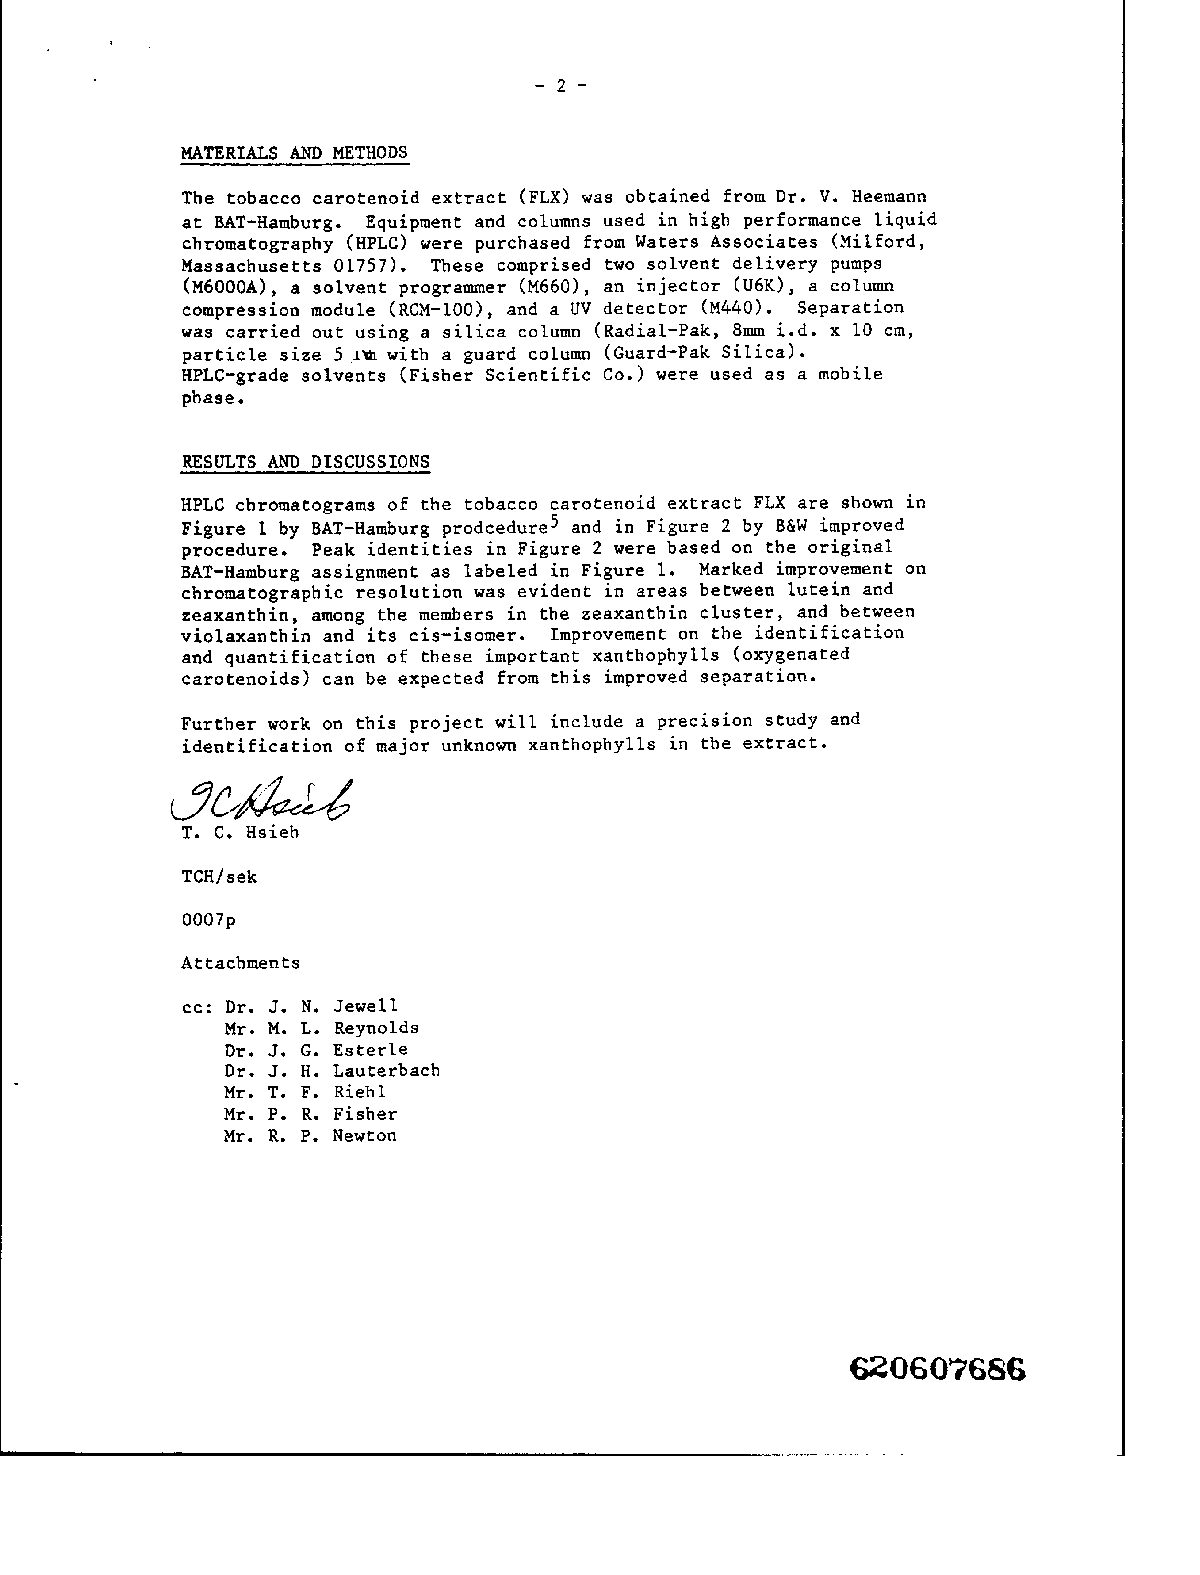 - 2 -
MATERIALS AND METHODS
The tobacco carotenoid extract (FLX) was obtained from Dr. V. Heemann
at BAT-Hamburg. Equipment and columns used in high performance liquid
chromatography (HPLC) were purchased from Waters Associates (Milford,
Massachusetts 01757). These comprised two solvent delivery pumps
(M6000A), a solvent programmer (M660), an injector (U6K), a column
compression module (RCM-100), and a UV detector (M440). Separation
was carried out using a silica column (Radial-Pak, 8mm i.d. x 10 cm,
particle size 5 with a guard column (Guard-Pak Silica).
HPLC-grade solvents (Fisher Scientific Co.) were used as a mobile
phase.
RESULTS AND DISCUSSIONS
HPLC chromatograms of the tobacco carotenoid extract FLX are shown in
Figure 1 by BAT-Hamburg prodcedure5 and in Figure 2 by B&W improved
procedure. Peak identities in Figure 2 were based on the original
BAT-Hamburg assignment as labeled in Figure 1. Marked improvement on
chromatographic resolution was evident in areas between lutein and
zeaxanthin, among the members in the zeaxanthin cluster, and between
violaxanthin and its cis-isomer. Improvement on the identification
and quantification of these important xanthophylls (oxygenated
carotenoids) can be expected from this improved separation.
Further work on this project will include a precision study and
identification of major unknown xanthophylls in the extract.
TCHsieh
T. C. Hsieh
TCH/sek
0007p
Attachments
cc: Dr. J. N. Jewell
Mr. M. L. Reynolds
Dr. J. G. Esterle
Dr. J. H. Lauterbach
Mr. T. F. Riehl
Mr. P. R. Fisher
Mr. R. P. Newton
620607686